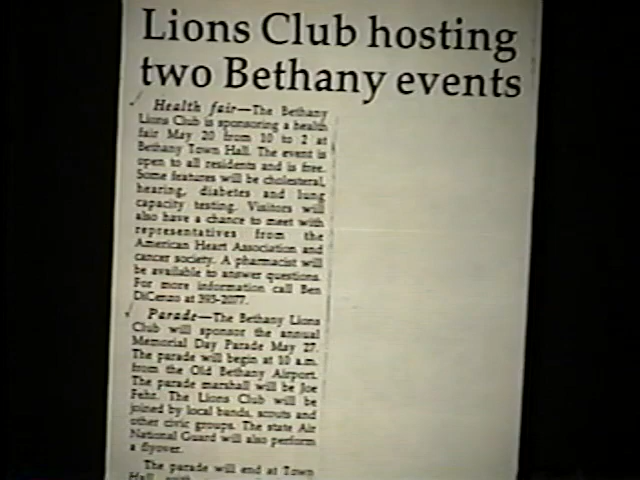 Lions Club hosting
two Bethany events
Health fair—The Bethany
Lions Club is sponsoring a health
fair May 20 from 10 to 2 at
Bethany Town Hall. The event is
open to all residents and is free.
Some features will be cholesteral,
hearing, diabetes and lung
capacity testing. Visitors will
also have a chance to meet with
representatives from the
American Heart Association and
cancer society. A pharmacist will
be available to answer questions.
For more information call Ben
DiCenzo at 393-2077.
Parade—The Bethany Lions
Club will sponsor the annual
Memorial Day Parade May 27.
The parade will begin at 10 a.m.
from the Old Bethany Airport.
The parade marshall will be Joe
Fehr. The Lions Club will be
joined by local bands, scouts and
other civic groups. The state Air
National Guard will also perform
a flyover.
The parade will end at Town
Hall